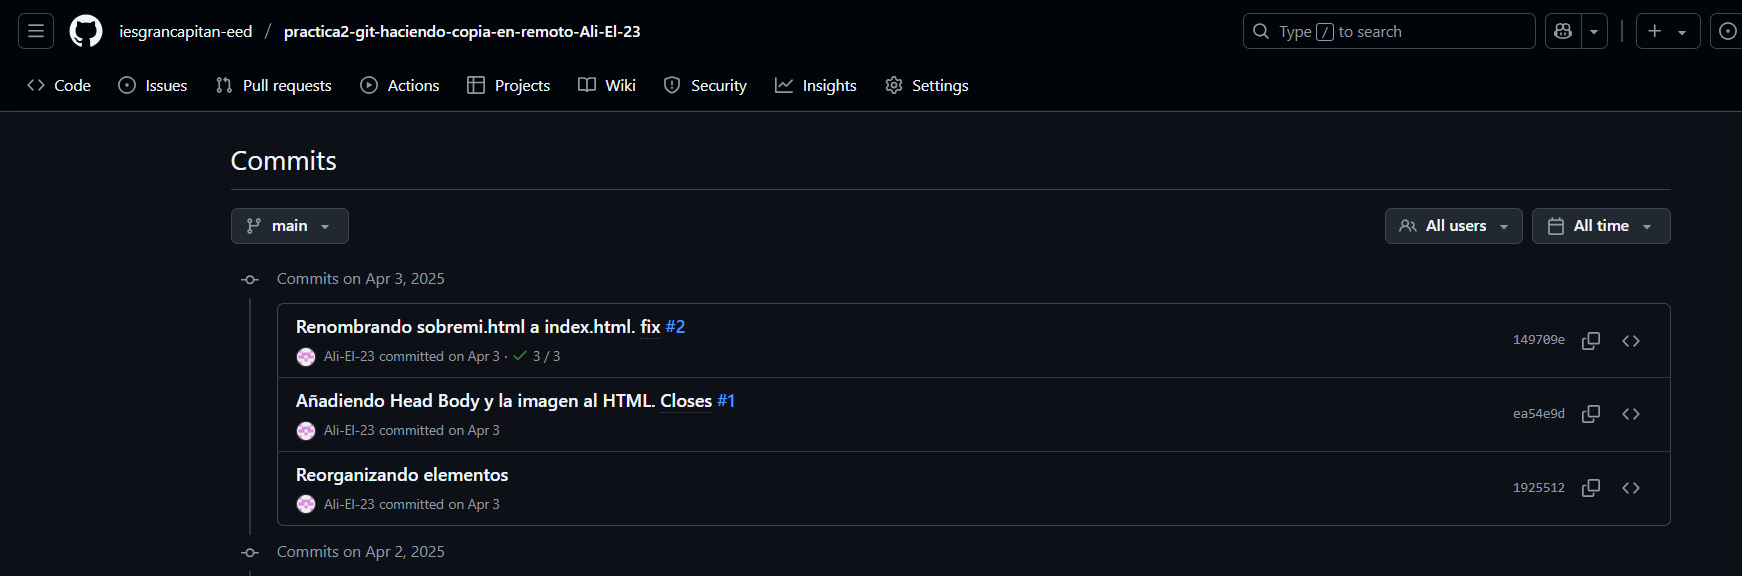 iesgrancapitan-eed / practica2-git-haciendo-copia-en-remoto-Ali-El-23
Type / to search
Code Issues Pull requests Actions Projects Wiki Security Insights Settings
Commits
main
All users All time
Commits on Apr 3, 2025
Renombrando sobremi.html a index.html. fix #2
149709e
Ali-El-23 committed on Apr 3 · ✓ 3 / 3
Añadiendo Head Body y la imagen al HTML. Closes #1
ea54e9d
Ali-El-23 committed on Apr 3
Reorganizando elementos
1925512
Ali-El-23 committed on Apr 3
Commits on Apr 2, 2025